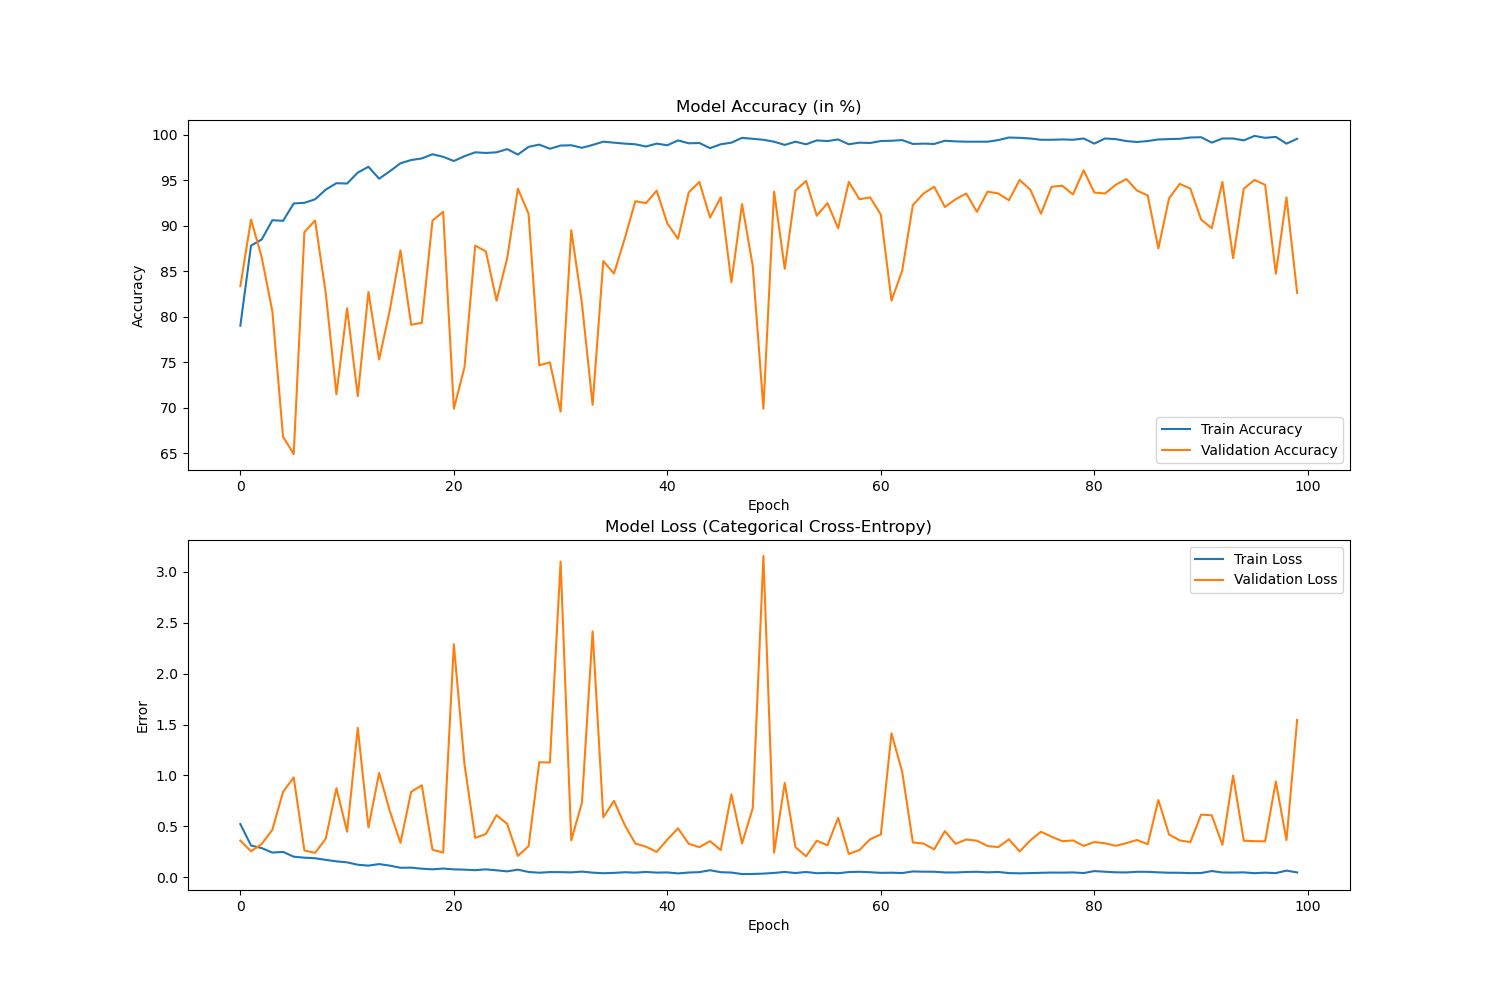 Model Accuracy (in %)
100
95
90
85
80
75
70
65
Accuracy
Train Accuracy
Validation Accuracy
0 20 40 60 80 100
Epoch
Model Loss (Categorical Cross-Entropy)
3.0
2.5
2.0
1.5
1.0
0.5
0.0
Error
Train Loss
Validation Loss
0 20 40 60 80 100
Epoch